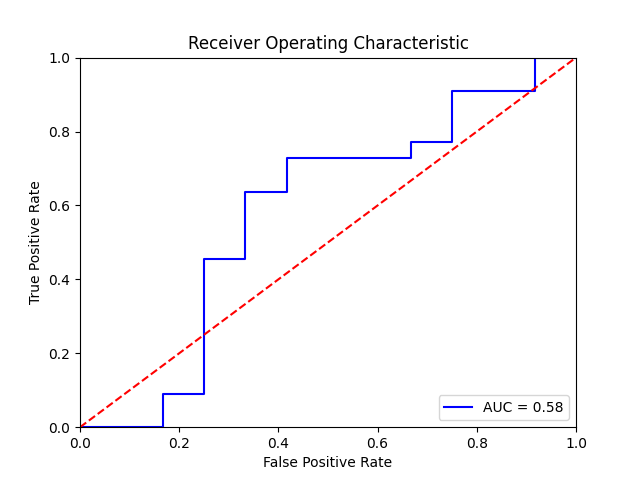 Receiver Operating Characteristic
1.0
0.8
0.6
0.4
0.2
0.0
True Positive Rate
AUC = 0.58
0.0 0.2 0.4 0.6 0.8 1.0
False Positive Rate